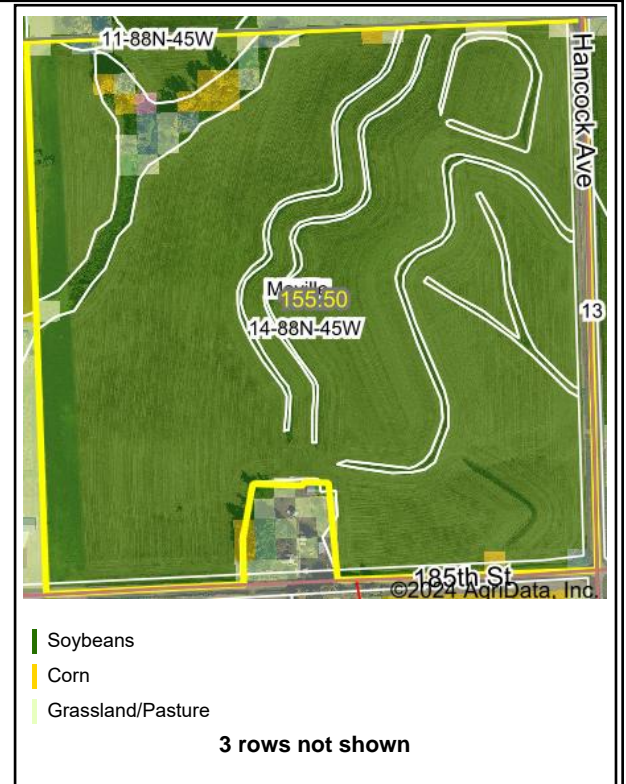 11-88N-45W
Hancock Ave
Moville
155.50
14-88N-45W
13
185th St
©2024 AgriData, Inc.
Soybeans
Corn
Grassland/Pasture
3 rows not shown